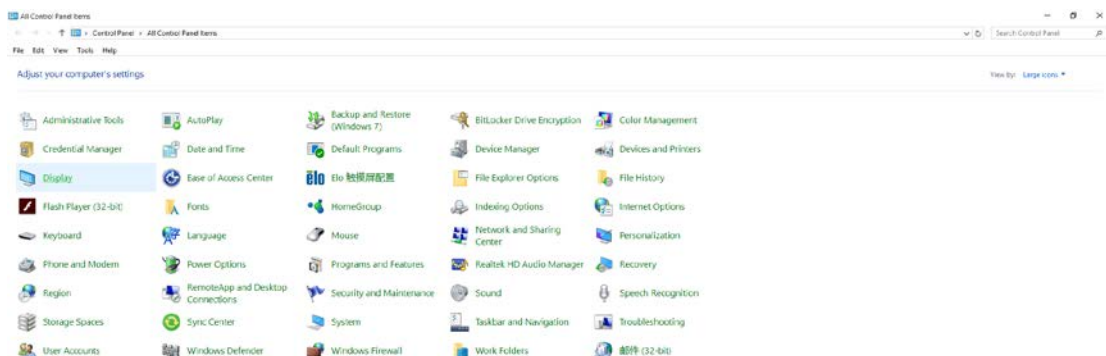 All Control Panel Items
Control Panel › All Control Panel Items
Search Control Panel
File Edit View Tools Help
Adjust your computer's settings
View by: Large icons
Administrative Tools
AutoPlay
Backup and Restore
(Windows 7)
BitLocker Drive Encryption
Color Management
Credential Manager
Date and Time
Default Programs
Device Manager
Devices and Printers
Display
Ease of Access Center
elo Elo 触摸屏配置
File Explorer Options
File History
Flash Player (32-bit)
Fonts
HomeGroup
Indexing Options
Internet Options
Keyboard
Language
Mouse
Network and Sharing
Center
Personalization
Phone and Modem
Power Options
Programs and Features
Realtek HD Audio Manager
Recovery
Region
RemoteApp and Desktop
Connections
Security and Maintenance
Sound
Speech Recognition
Storage Spaces
Sync Center
System
Taskbar and Navigation
Troubleshooting
User Accounts
Windows Defender
Windows Firewall
Work Folders
邮件 (32-bit)